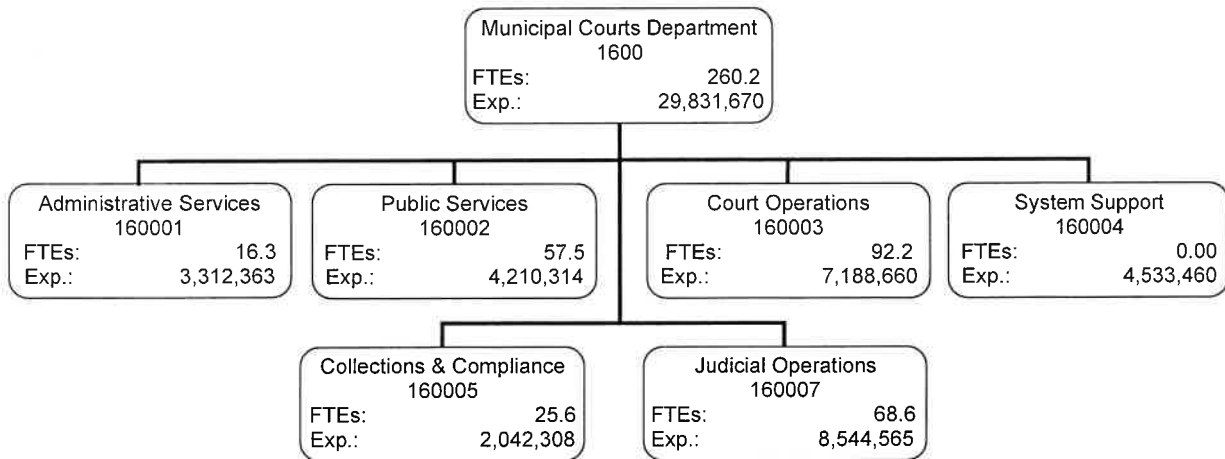 Municipal Courts Department
1600
FTEs: 260.2
Exp.: 29,831,670
Administrative Services
160001
FTEs: 16.3
Exp.: 3,312,363
Public Services
160002
FTEs: 57.5
Exp.: 4,210,314
Court Operations
160003
FTEs: 92.2
Exp.: 7,188,660
System Support
160004
FTEs: 0.00
Exp.: 4,533,460
Collections & Compliance
160005
FTEs: 25.6
Exp.: 2,042,308
Judicial Operations
160007
FTEs: 68.6
Exp.: 8,544,565